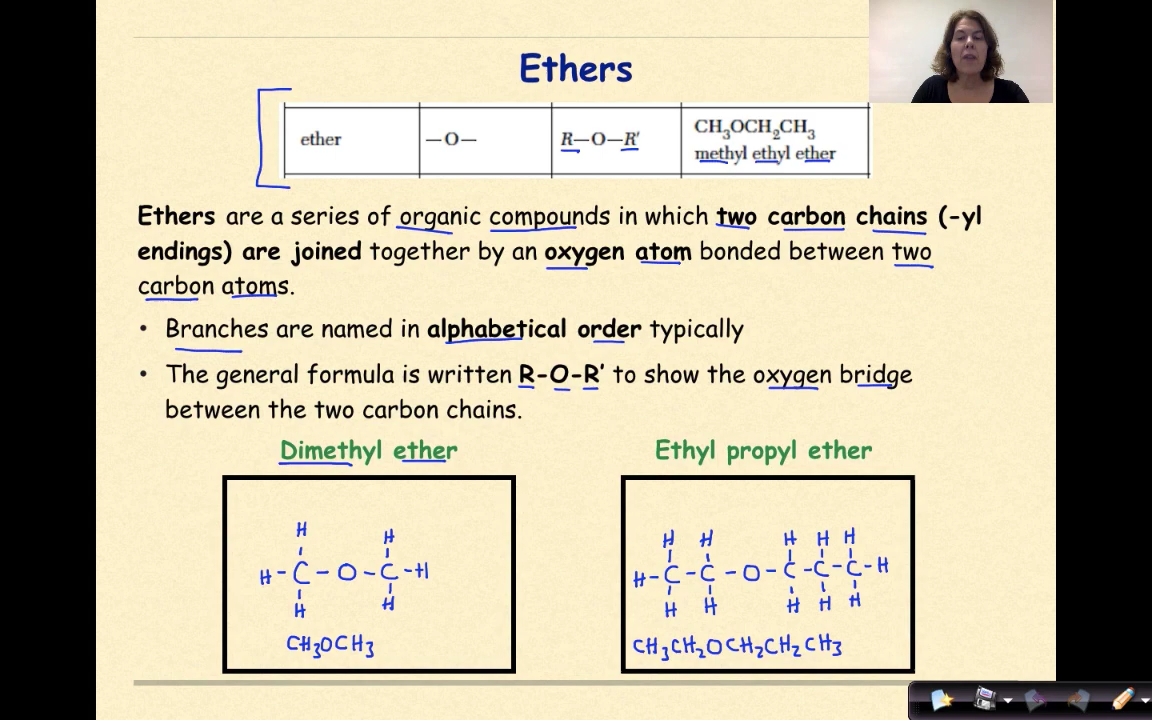 Ethers
ether —O— R—O—R′ CH₃OCH₂CH₃
methyl ethyl ether
Ethers are a series of organic compounds in which two carbon chains (-yl
endings) are joined together by an oxygen atom bonded between two
carbon atoms.
• Branches are named in alphabetical order typically
• The general formula is written R-O-R’ to show the oxygen bridge
between the two carbon chains.
Dimethyl ether
H H
H-C-O-C-H
H H
CH₃OCH₃
Ethyl propyl ether
H H H H H
H-C-C-O-C-C-C-H
H H H H H
CH₃CH₂OCH₂CH₂CH₃